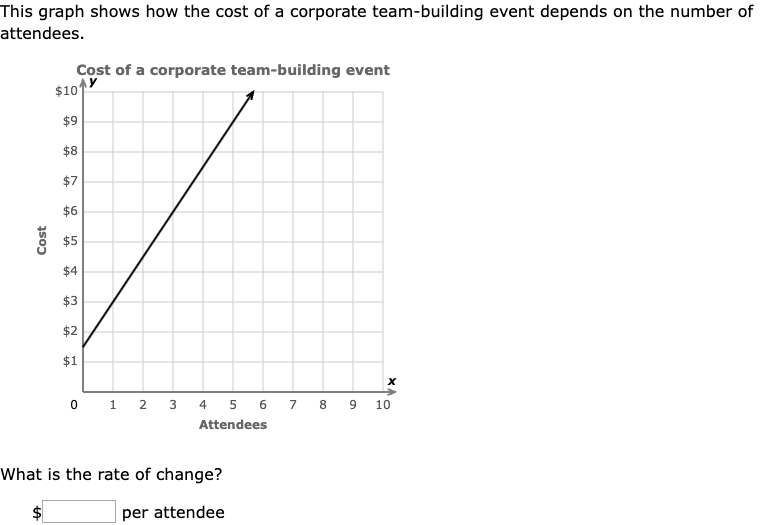 This graph shows how the cost of a corporate team-building event depends on the number of
attendees.
Cost of a corporate team-building event
y
$10
$9
$8
$7
$6
$5
$4
$3
$2
$1
Cost
x
0 1 2 3 4 5 6 7 8 9 10
Attendees
What is the rate of change?
$ per attendee